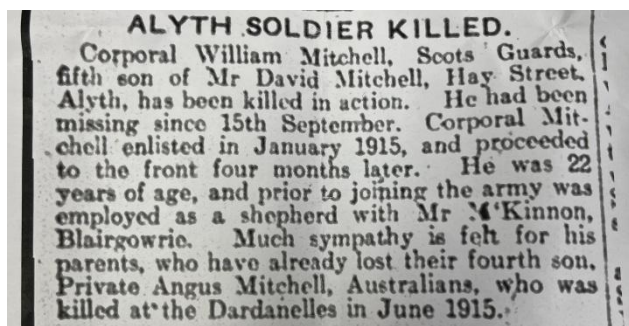 ALYTH SOLDIER KILLED.
Corporal William Mitchell, Scots Guards,
fifth son of Mr David Mitchell, Hay Street,
Alyth, has been killed in action. He had been
missing since 15th September. Corporal Mit-
chell enlisted in January 1915, and proceeded
to the front four months later. He was 22
years of age, and prior to joining the army was
employed as a shepherd with Mr M'Kinnon,
Blairgowrie. Much sympathy is felt for his
parents, who have already lost their fourth son,
Private Angus Mitchell, Australians, who was
killed at the Dardanelles in June 1915.